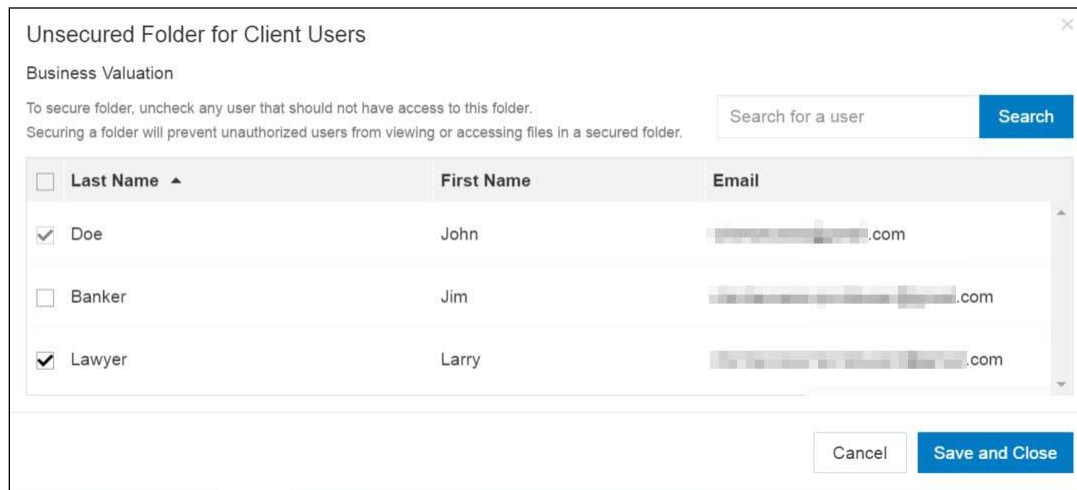 Unsecured Folder for Client Users
Business Valuation
To secure folder, uncheck any user that should not have access to this folder.
Securing a folder will prevent unauthorized users from viewing or accessing files in a secured folder.
Search for a user Search
Last Name First Name Email
Doe John .com
Banker Jim .com
Lawyer Larry .com
Cancel Save and Close